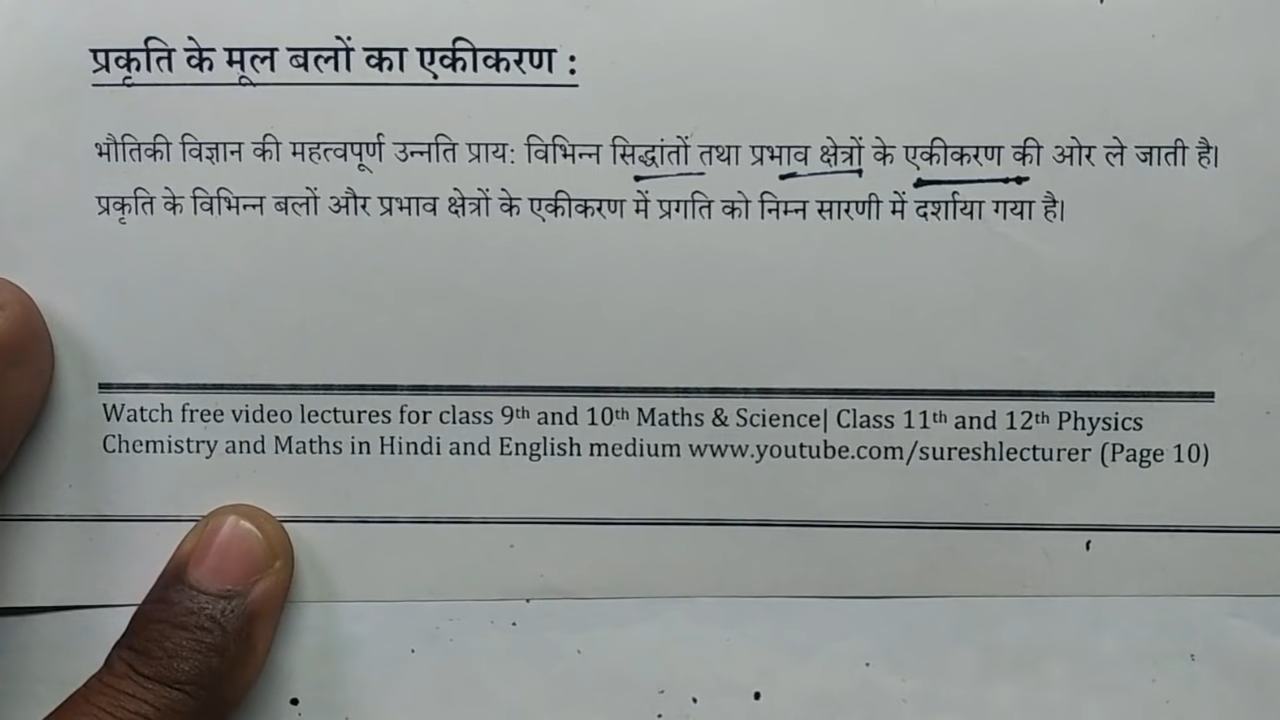 प्रकृति के मूल बलों का एकीकरण :
भौतिकी विज्ञान की महत्वपूर्ण उन्नति प्राय: विभिन्न सिद्धांतों तथा प्रभाव क्षेत्रों के एकीकरण की ओर ले जाती है।
प्रकृति के विभिन्न बलों और प्रभाव क्षेत्रों के एकीकरण में प्रगति को निम्न सारणी में दर्शाया गया है।
Watch free video lectures for class 9th and 10th Maths & Science| Class 11th and 12th Physics
Chemistry and Maths in Hindi and English medium www.youtube.com/sureshlecturer (Page 10)